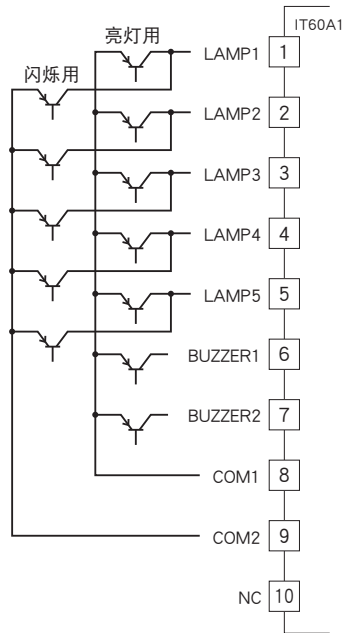 IT60A1
亮灯用
LAMP1 1
闪烁用
LAMP2 2
LAMP3 3
LAMP4 4
LAMP5 5
BUZZER1 6
BUZZER2 7
COM1 8
COM2 9
NC 10